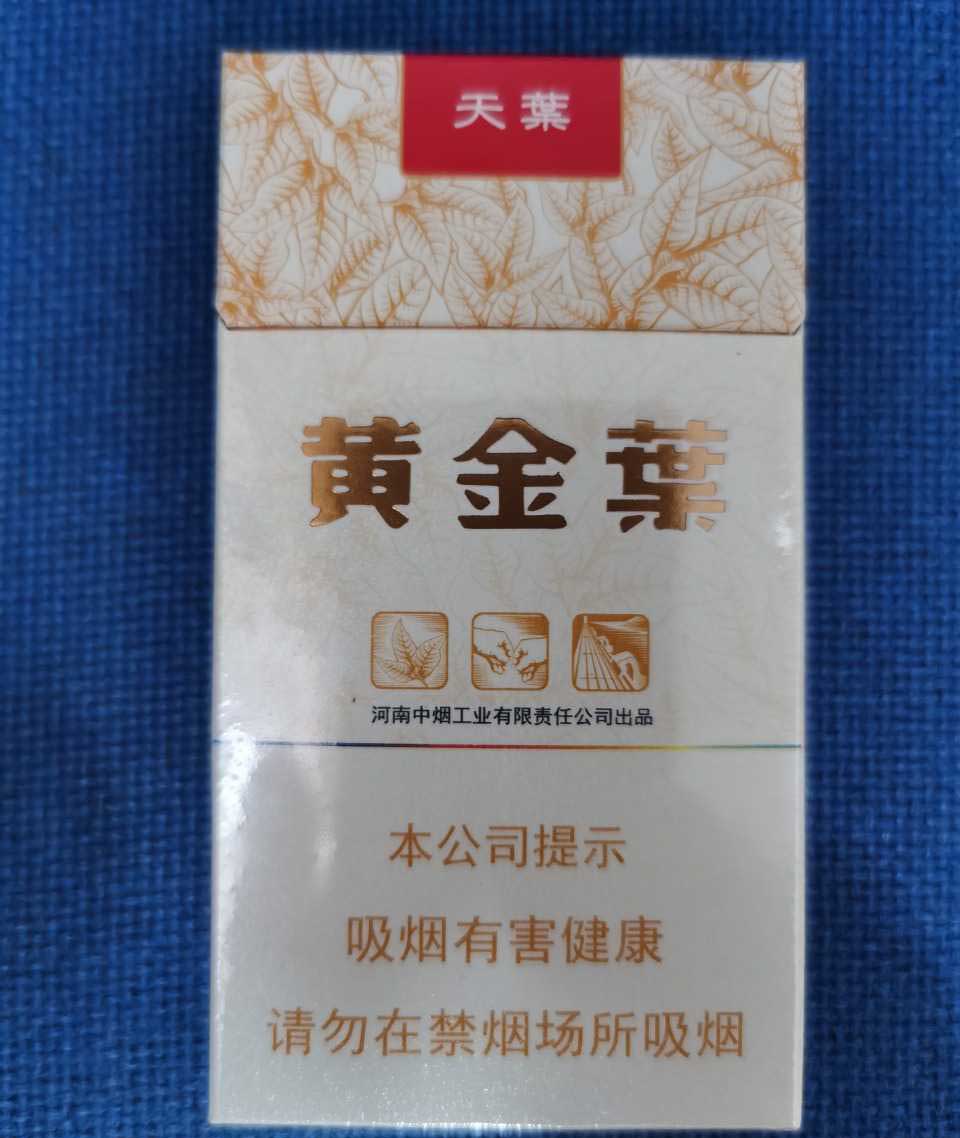 天葉
黄金葉
河南中烟工业有限责任公司出品
本公司提示
吸烟有害健康
请勿在禁烟场所吸烟